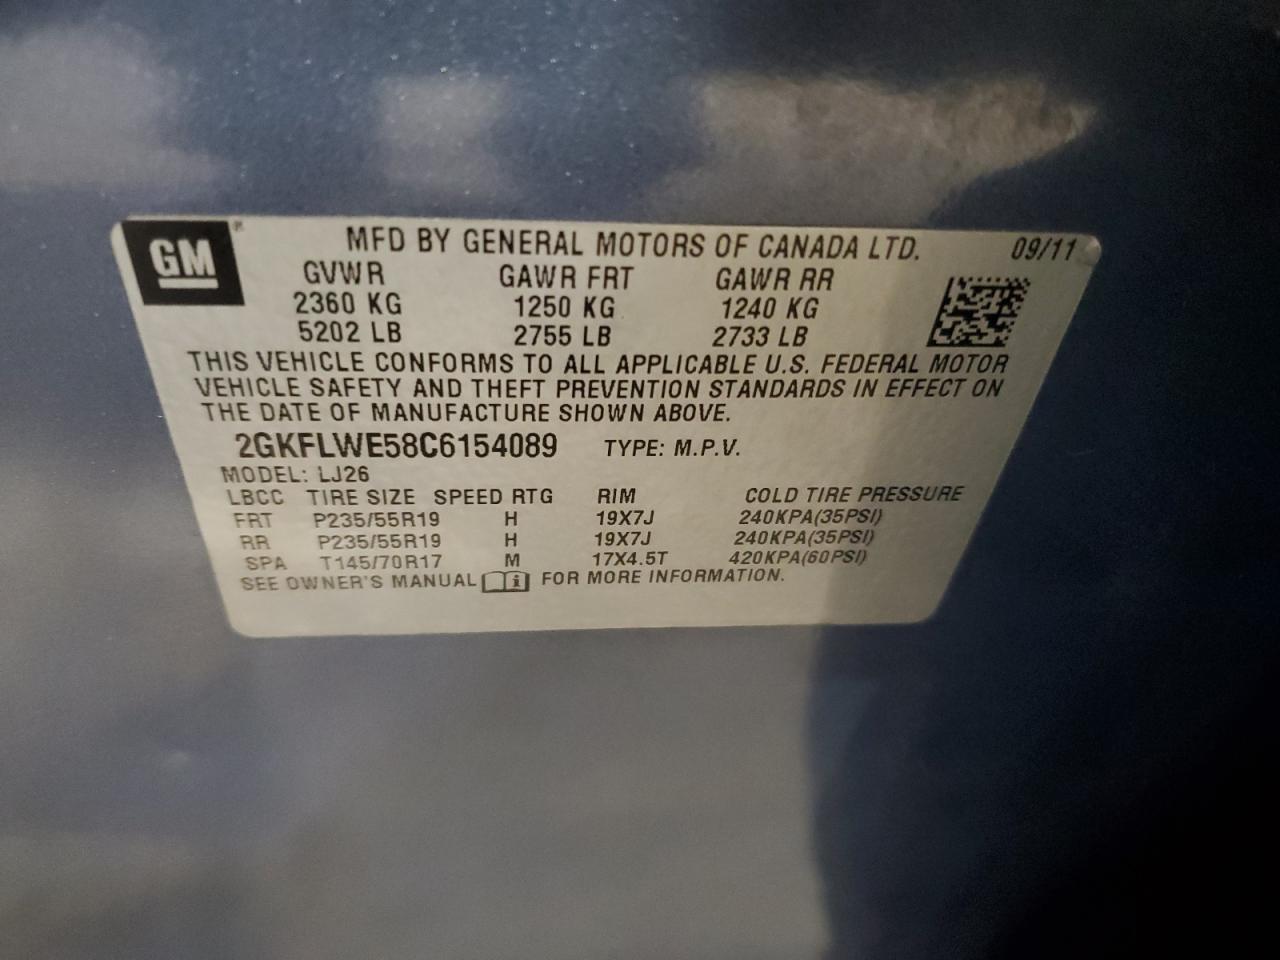 GM®
MFD BY GENERAL MOTORS OF CANADA LTD. 09/11
GVWR GAWR FRT GAWR RR
2360 KG 1250 KG 1240 KG
5202 LB 2755 LB 2733 LB
THIS VEHICLE CONFORMS TO ALL APPLICABLE U.S. FEDERAL MOTOR
VEHICLE SAFETY AND THEFT PREVENTION STANDARDS IN EFFECT ON
THE DATE OF MANUFACTURE SHOWN ABOVE.
2GKFLWE58C6154089 TYPE: M.P.V.
MODEL: LJ26
LBCC TIRE SIZE SPEED RTG RIM COLD TIRE PRESSURE
FRT P235/55R19 H 19X7J 240KPA(35PSI)
RR P235/55R19 H 19X7J 240KPA(35PSI)
SPA T145/70R17 M 17X4.5T 420KPA(60PSI)
SEE OWNER'S MANUAL i FOR MORE INFORMATION.